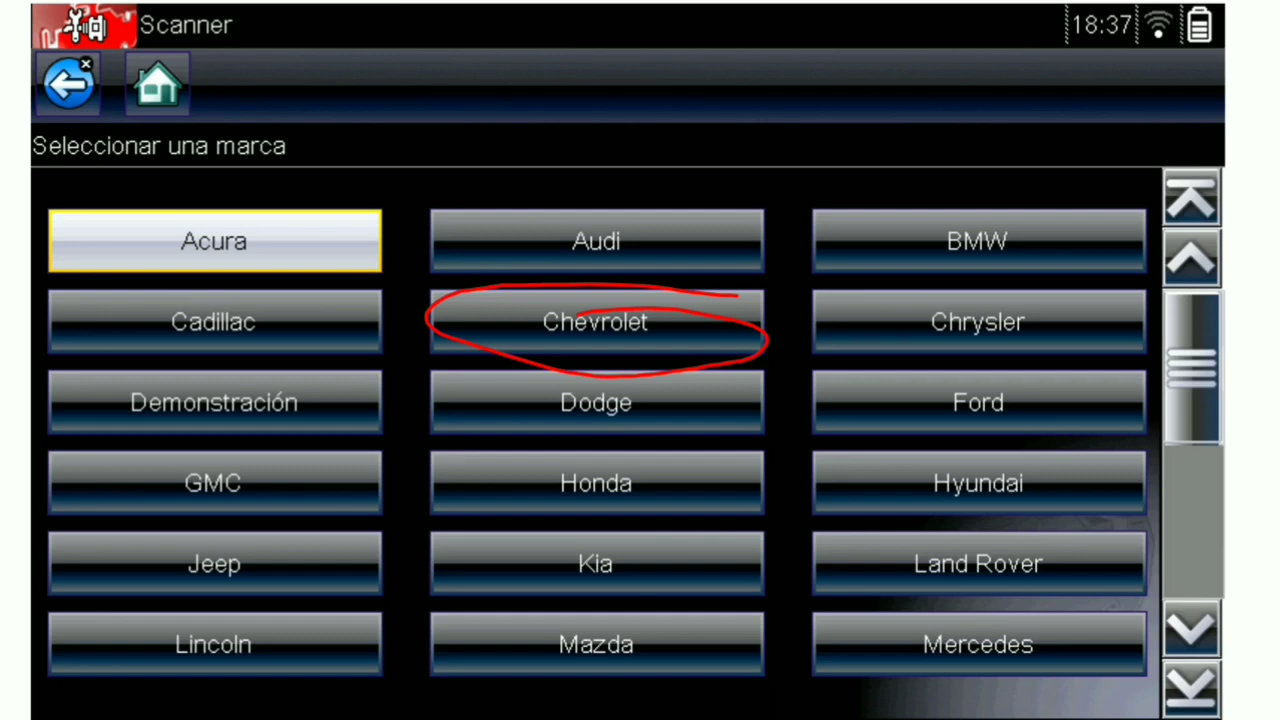 Scanner 18:37
Seleccionar una marca
Acura Audi BMW
Cadillac Chevrolet Chrysler
Demonstración Dodge Ford
GMC Honda Hyundai
Jeep Kia Land Rover
Lincoln Mazda Mercedes